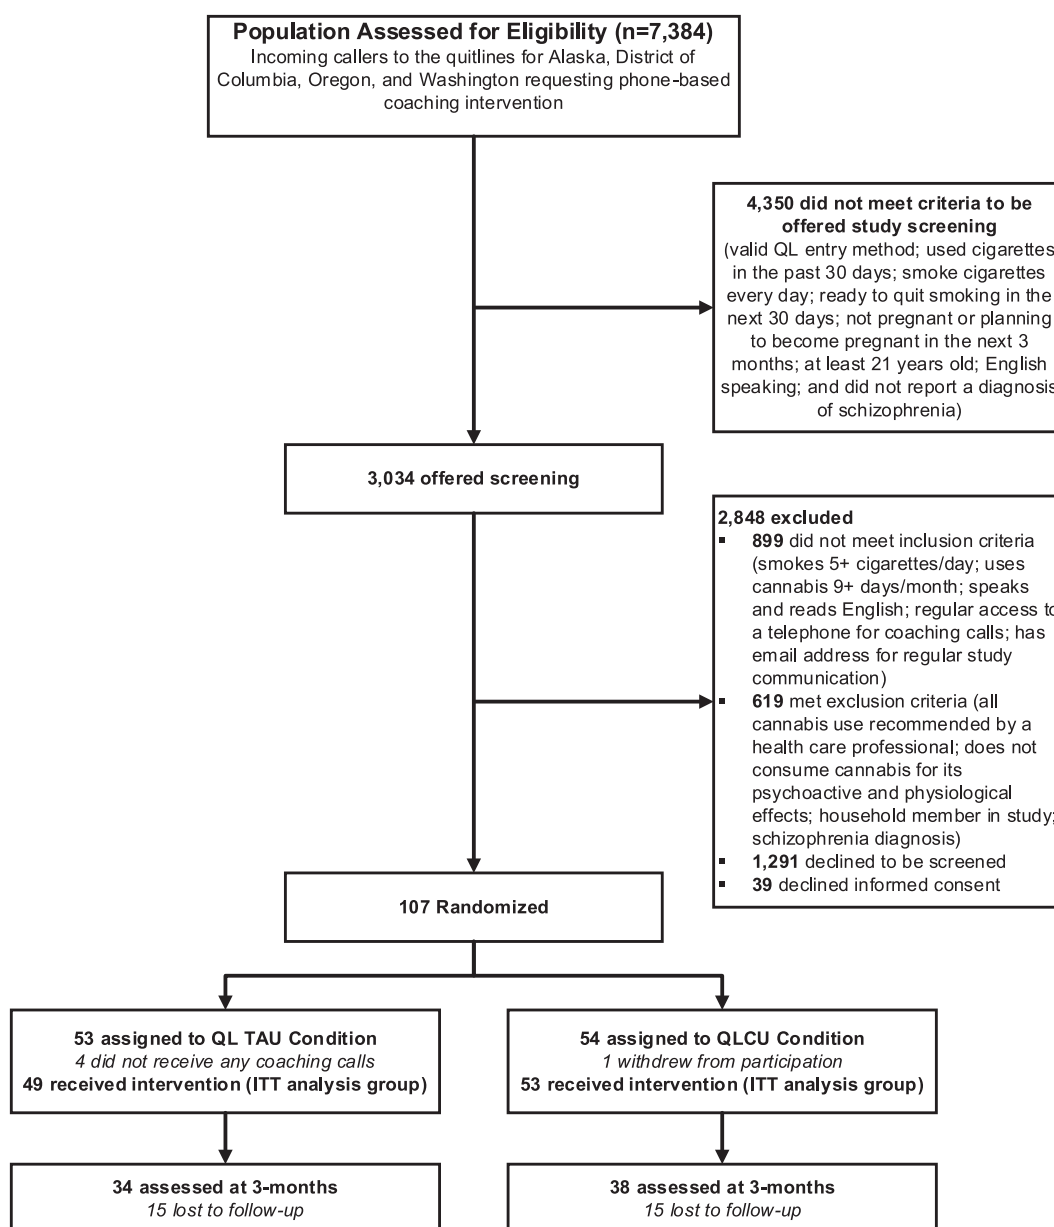 Population Assessed for Eligibility (n=7,384)
Incoming callers to the quitlines for Alaska, District of
Columbia, Oregon, and Washington requesting phone-based
coaching intervention
4,350 did not meet criteria to be
offered study screening
(valid QL entry method; used cigarettes
in the past 30 days; smoke cigarettes
every day; ready to quit smoking in the
next 30 days; not pregnant or planning
to become pregnant in the next 3
months; at least 21 years old; English
speaking; and did not report a diagnosis
of schizophrenia)
3,034 offered screening
2,848 excluded
▪ 899 did not meet inclusion criteria
(smokes 5+ cigarettes/day; uses
cannabis 9+ days/month; speaks
and reads English; regular access to
a telephone for coaching calls; has
email address for regular study
communication)
▪ 619 met exclusion criteria (all
cannabis use recommended by a
health care professional; does not
consume cannabis for its
psychoactive and physiological
effects; household member in study;
schizophrenia diagnosis)
▪ 1,291 declined to be screened
▪ 39 declined informed consent
107 Randomized
53 assigned to QL TAU Condition
4 did not receive any coaching calls
49 received intervention (ITT analysis group)
54 assigned to QLCU Condition
1 withdrew from participation
53 received intervention (ITT analysis group)
34 assessed at 3-months
15 lost to follow-up
38 assessed at 3-months
15 lost to follow-up